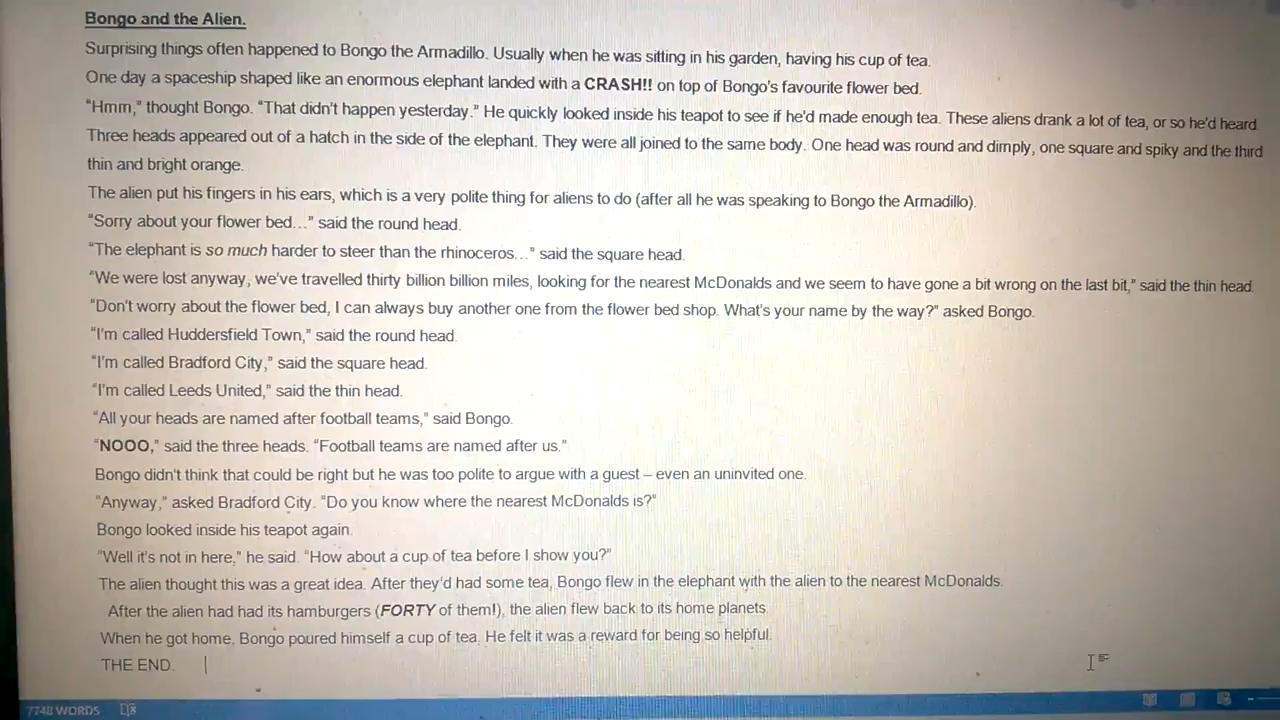 Bongo and the Alien.
Surprising things often happened to Bongo the Armadillo. Usually when he was sitting in his garden, having his cup of tea.
One day a spaceship shaped like an enormous elephant landed with a CRASH!! on top of Bongo's favourite flower bed.
“Hmm,” thought Bongo. “That didn't happen yesterday.” He quickly looked inside his teapot to see if he'd made enough tea. These aliens drank a lot of tea, or so he'd heard.
Three heads appeared out of a hatch in the side of the elephant. They were all joined to the same body. One head was round and dimply, one square and spiky and the third
thin and bright orange.
The alien put his fingers in his ears, which is a very polite thing for aliens to do (after all he was speaking to Bongo the Armadillo).
“Sorry about your flower bed…” said the round head.
“The elephant is so much harder to steer than the rhinoceros…” said the square head.
“We were lost anyway, we've travelled thirty billion billion miles, looking for the nearest McDonalds and we seem to have gone a bit wrong on the last bit,” said the thin head.
“Don't worry about the flower bed, I can always buy another one from the flower bed shop. What's your name by the way?” asked Bongo.
“I'm called Huddersfield Town,” said the round head.
“I'm called Bradford City,” said the square head.
“I'm called Leeds United,” said the thin head.
“All your heads are named after football teams,” said Bongo.
“NOOO,” said the three heads. “Football teams are named after us.”
Bongo didn't think that could be right but he was too polite to argue with a guest – even an uninvited one.
“Anyway,” asked Bradford City. “Do you know where the nearest McDonalds is?”
Bongo looked inside his teapot again.
“Well it's not in here,” he said. “How about a cup of tea before I show you?”
The alien thought this was a great idea. After they'd had some tea, Bongo flew in the elephant with the alien to the nearest McDonalds.
After the alien had had its hamburgers (FORTY of them!), the alien flew back to its home planets.
When he got home, Bongo poured himself a cup of tea. He felt it was a reward for being so helpful.
THE END.
7748 WORDS